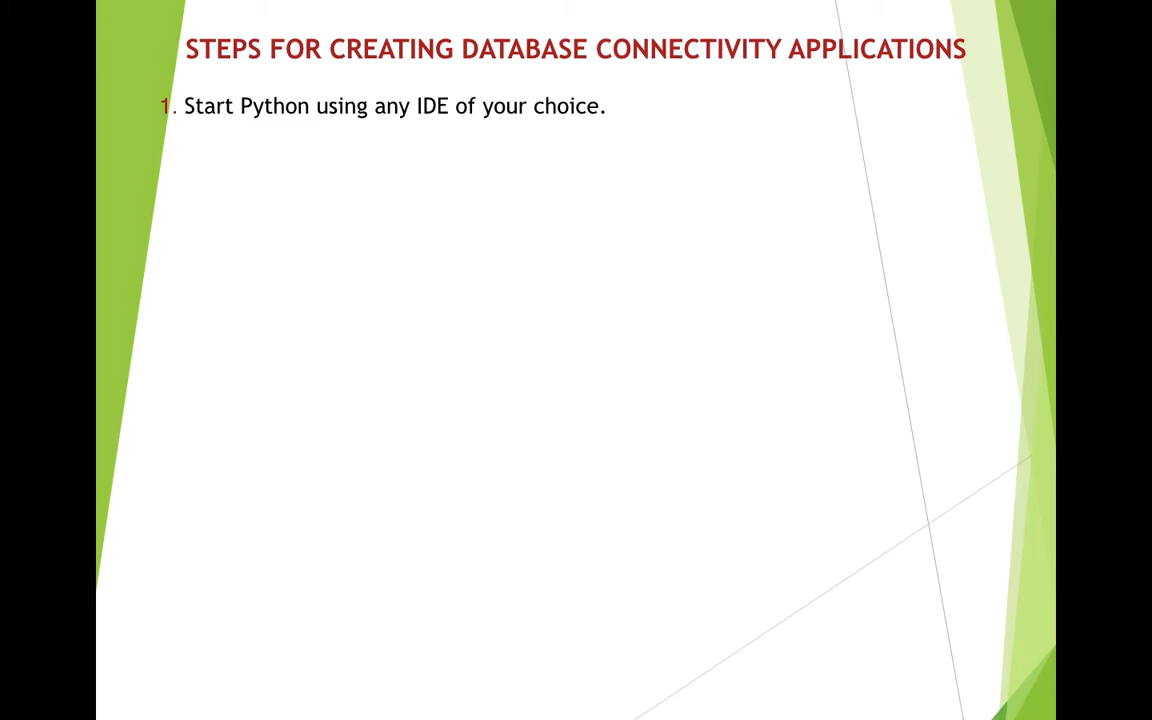 STEPS FOR CREATING DATABASE CONNECTIVITY APPLICATIONS
1. Start Python using any IDE of your choice.